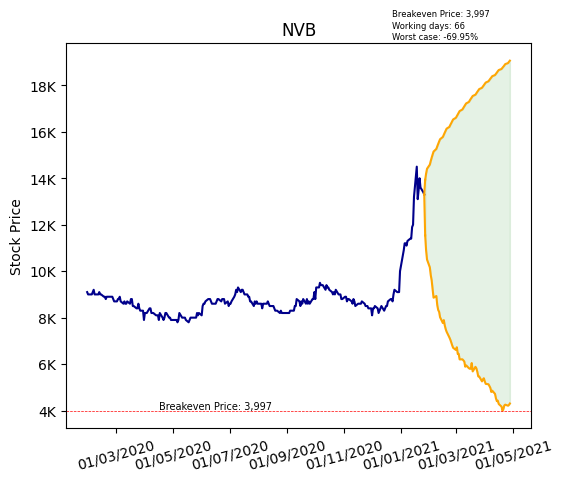 Breakeven Price: 3,997
Working days: 66
Worst case: -69.95%
NVB
Stock Price
18K
16K
14K
12K
10K
8K
6K
4K
Breakeven Price: 3,997
01/03/2020
01/05/2020
01/07/2020
01/09/2020
01/11/2020
01/01/2021
01/03/2021
01/05/2021